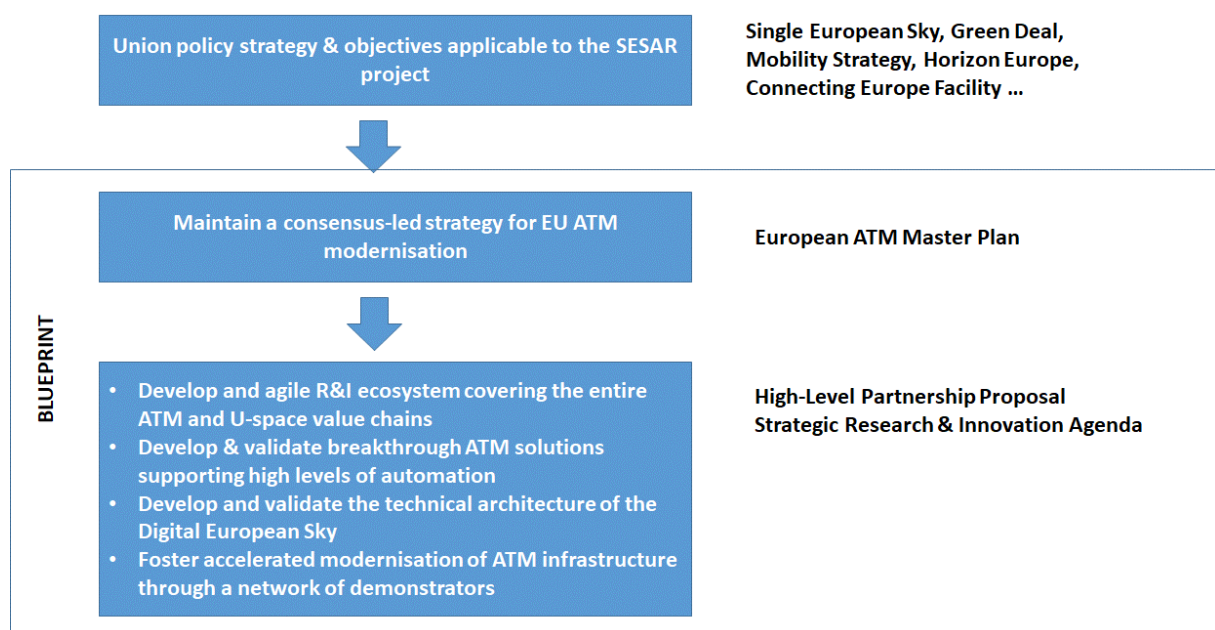 Union policy strategy & objectives applicable to the SESAR
project
Single European Sky, Green Deal,
Mobility Strategy, Horizon Europe,
Connecting Europe Facility ...
BLUEPRINT
Maintain a consensus-led strategy for EU ATM
modernisation
European ATM Master Plan
• Develop and agile R&I ecosystem covering the entire
ATM and U-space value chains
• Develop & validate breakthrough ATM solutions
supporting high levels of automation
• Develop and validate the technical architecture of the
Digital European Sky
• Foster accelerated modernisation of ATM infrastructure
through a network of demonstrators
High-Level Partnership Proposal
Strategic Research & Innovation Agenda